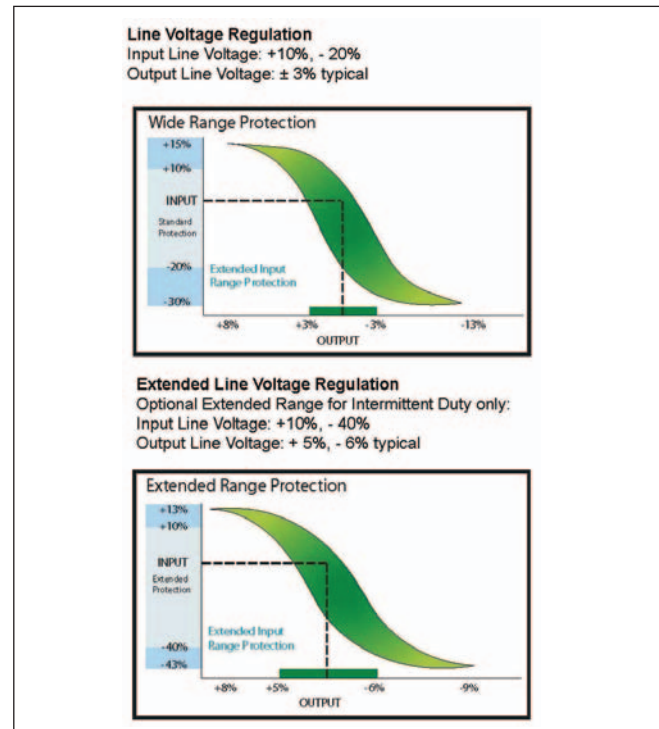 Line Voltage Regulation
Input Line Voltage: +10%, - 20%
Output Line Voltage: ± 3% typical
Wide Range Protection
+15%
+10%
INPUT
Standard
Protection
-20%
Extended Input
Range Protection
-30%
+8%
+3%
-3%
-13%
OUTPUT
Extended Line Voltage Regulation
Optional Extended Range for Intermittent Duty only:
Input Line Voltage: +10%, - 40%
Output Line Voltage: + 5%, - 6% typical
Extended Range Protection
+13%
+10%
INPUT
Extended
Protection
Extended Input
Range Protection
-40%
-43%
+8%
+5%
-6%
-9%
OUTPUT